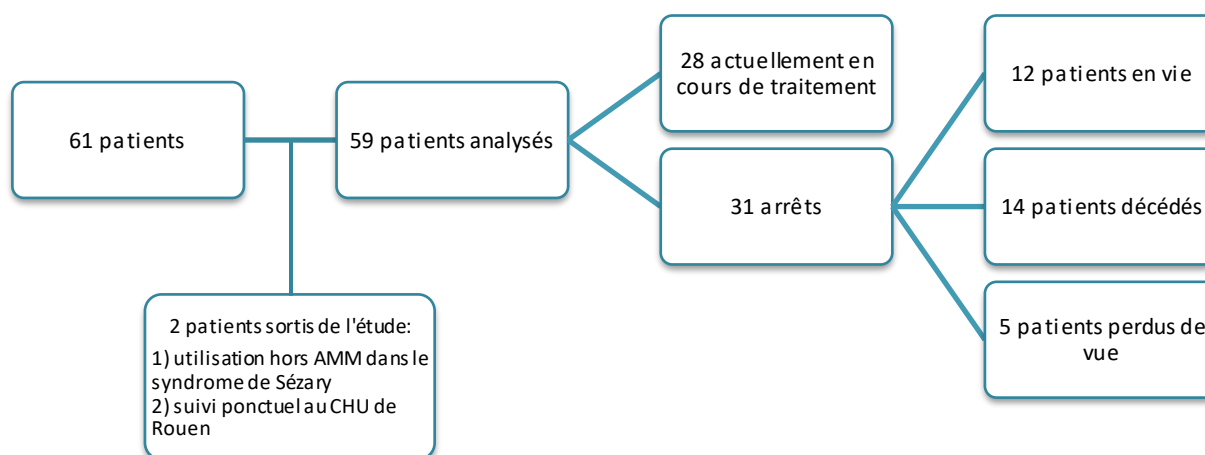 61 patients
59 patients analysés
2 patients sortis de l'étude:
1) utilisation hors AMM dans le
syndrome de Sézary
2) suivi ponctuel au CHU de
Rouen
28 actuellement en
cours de traitement
31 arrêts
12 patients en vie
14 patients décédés
5 patients perdus de
vue